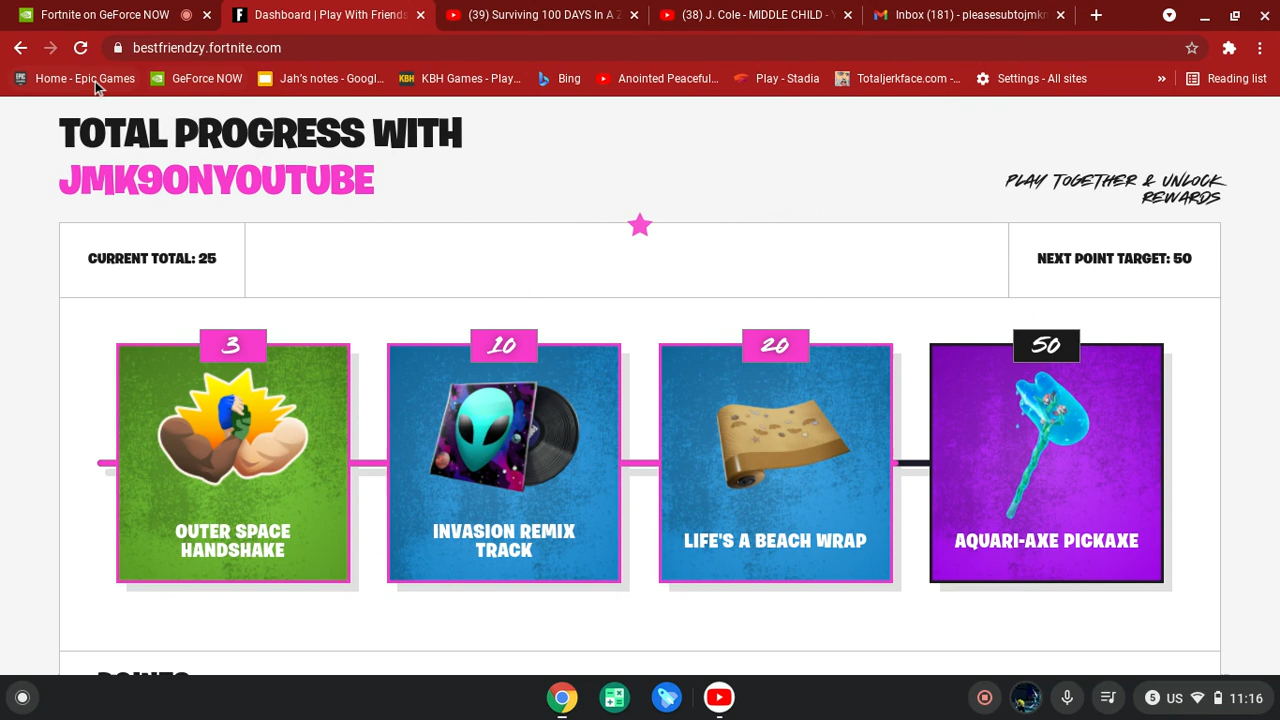 Fortnite on GeForce NOW
Dashboard | Play With Friends
(39) Surviving 100 DAYS In A Z
(38) J. Cole - MIDDLE CHILD -
Inbox (181) - pleasesubtojmk
bestfriendzy.fortnite.com
Home - Epic Games
GeForce NOW
Jah's notes - Googl...
KBH
KBH Games - Play...
Bing
Anointed Peaceful...
Play - Stadia
Totaljerkface.com -...
Settings - All sites
»
Reading list
TOTAL PROGRESS WITH
JMK9ONYOUTUBE
PLAY TOGETHER & UNLOCK
REWARDS
CURRENT TOTAL: 25
NEXT POINT TARGET: 50
3
10
20
50
OUTER SPACE
HANDSHAKE
INVASION REMIX
TRACK
LIFE'S A BEACH WRAP
AQUARI-AXE PICKAXE
POINTS
5 US 11:16